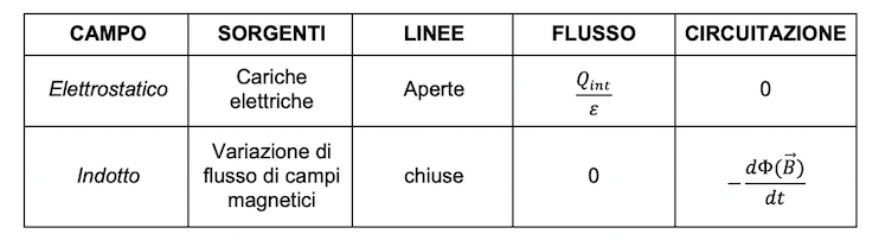 CAMPO SORGENTI LINEE FLUSSO CIRCUITAZIONE
Elettrostatico Cariche elettriche Aperte $\frac{Q_{int}}{\varepsilon}$ 0
Indotto Variazione di flusso di campi magnetici chiuse 0 $-\frac{d\Phi(\vec{B})}{dt}$